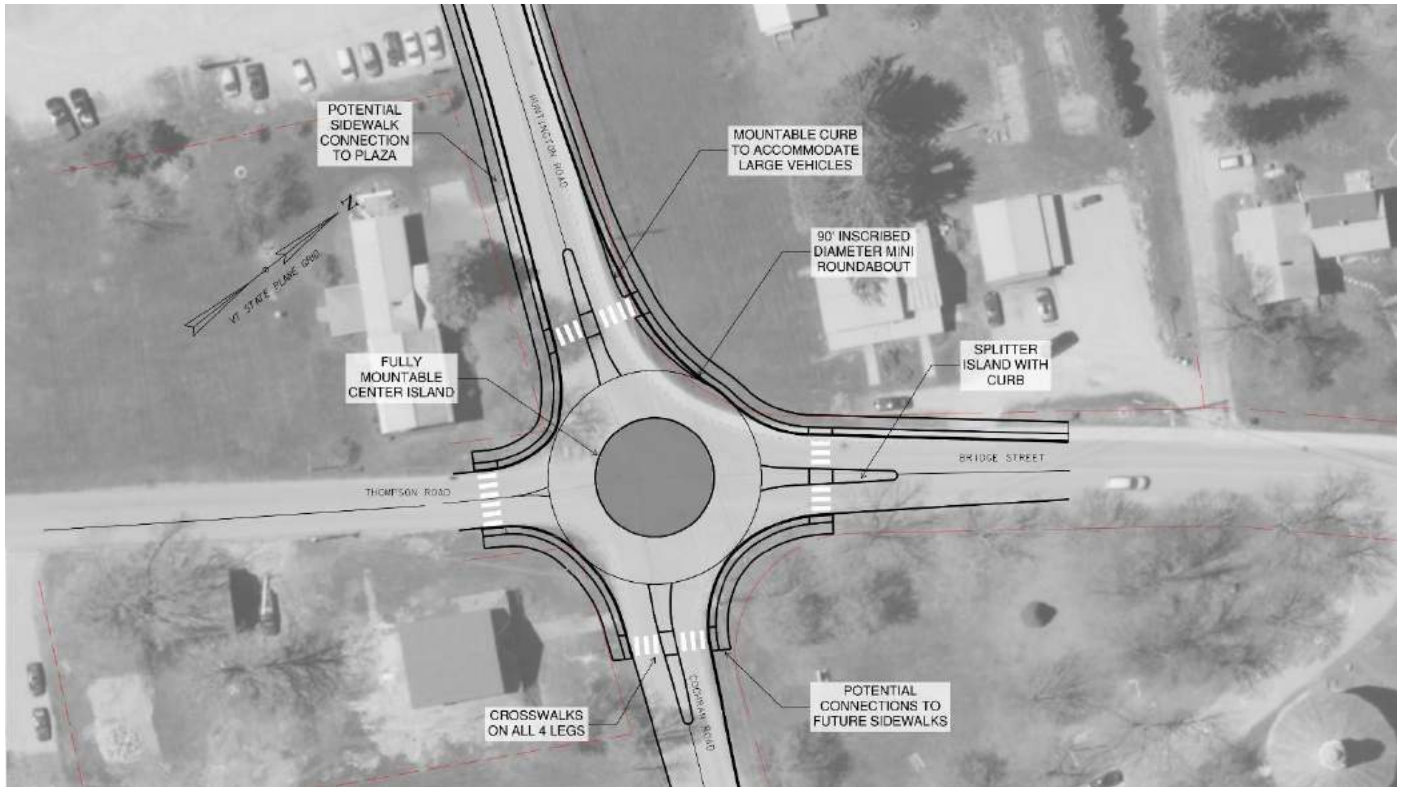 POTENTIAL
SIDEWALK
CONNECTION
TO PLAZA
HUNTINGTON ROAD
MOUNTABLE CURB
TO ACCOMMODATE
LARGE VEHICLES
90' INSCRIBED
DIAMETER MINI
ROUNDABOUT
N
VT STATE PLANE GRID
FULLY
MOUNTABLE
CENTER ISLAND
SPLITTER
ISLAND WITH
CURB
BRIDGE STREET
THOMPSON ROAD
COCHRAN ROAD
CROSSWALKS
ON ALL 4 LEGS
POTENTIAL
CONNECTIONS TO
FUTURE SIDEWALKS